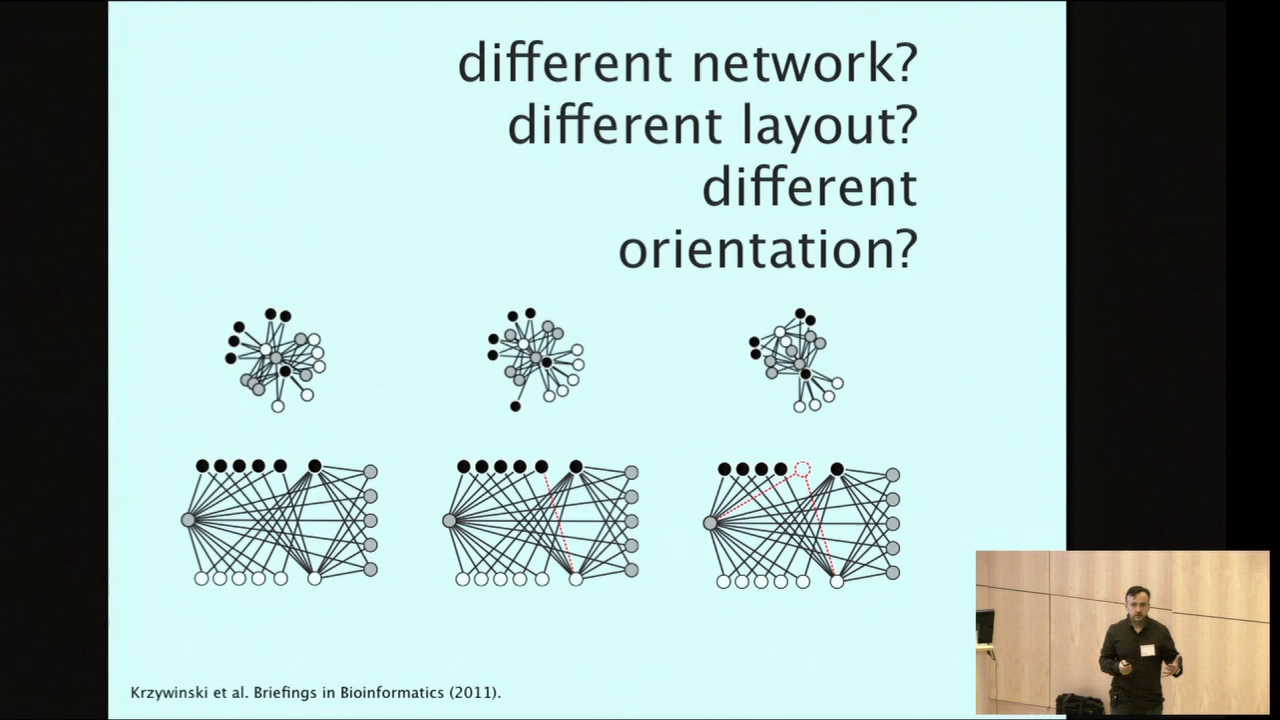 different network?
different layout?
different
orientation?
Krzywinski et al. Briefings in Bioinformatics (2011).